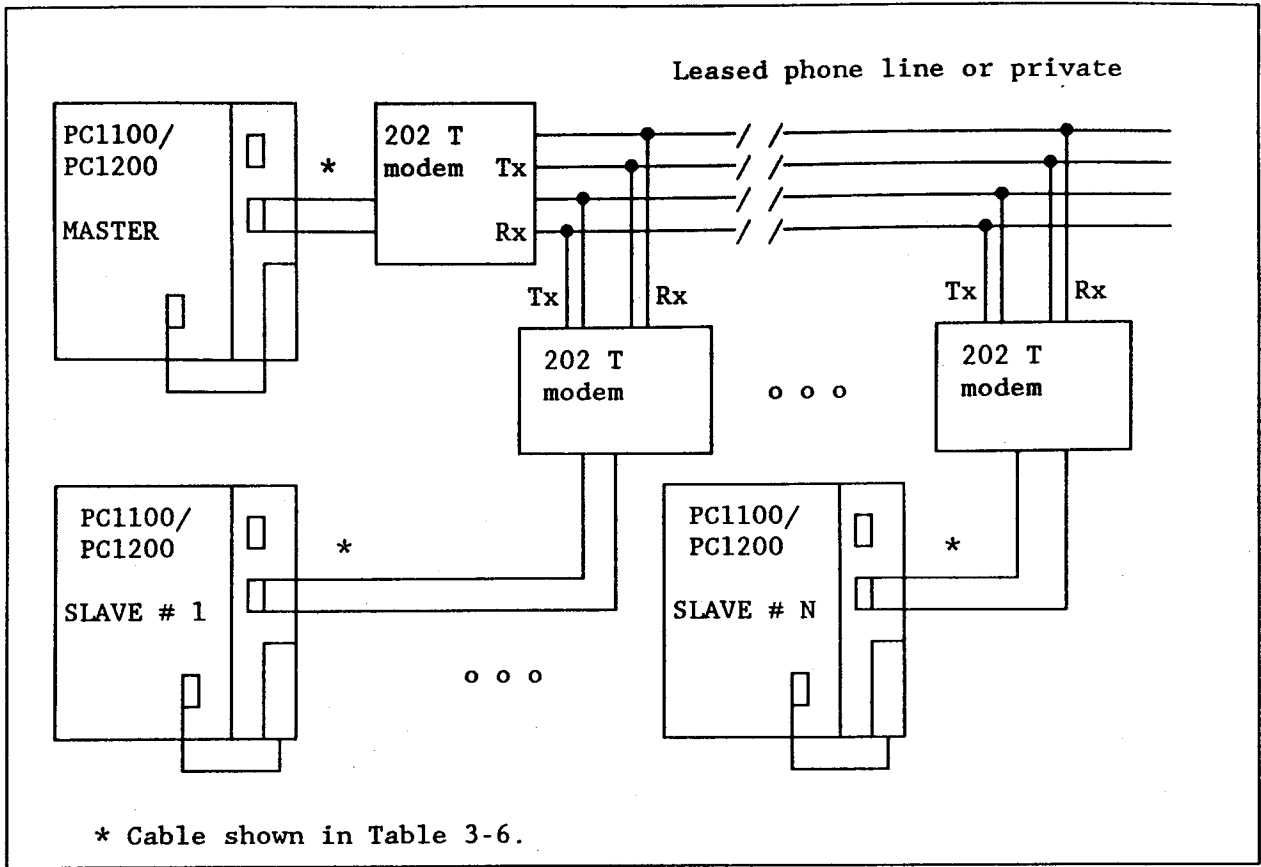 Leased phone line or private
PC1100/
PC1200
MASTER
*
202 T
modem
Tx
Rx
Tx
Rx
Tx
Rx
202 T
modem
o o o
202 T
modem
PC1100/
PC1200
SLAVE # 1
*
o o o
PC1100/
PC1200
SLAVE # N
*
* Cable shown in Table 3-6.